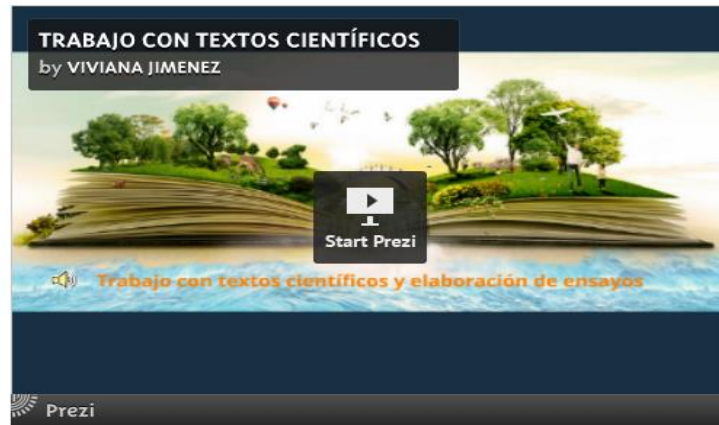 TRABAJO CON TEXTOS CIENTÍFICOS
by VIVIANA JIMENEZ
Start Prezi
Trabajo con textos científicos y elaboración de ensayos
Prezi